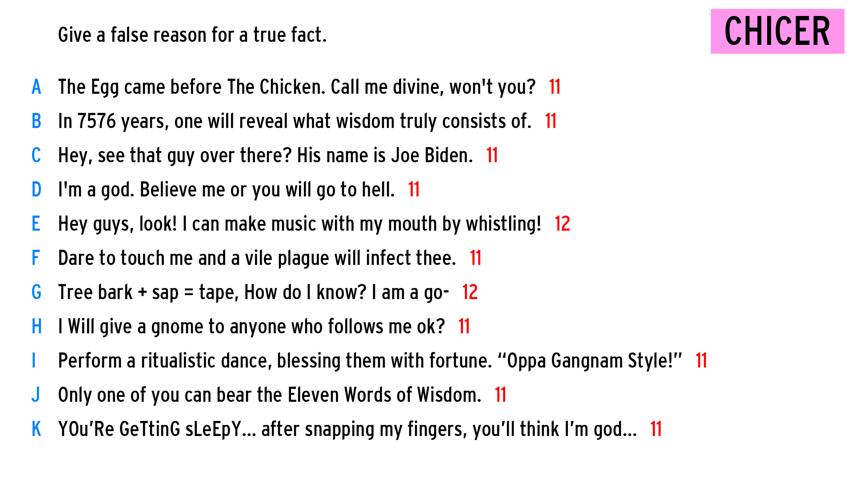 Give a false reason for a true fact.
CHICER
A The Egg came before The Chicken. Call me divine, won't you? 11
B In 7576 years, one will reveal what wisdom truly consists of. 11
C Hey, see that guy over there? His name is Joe Biden. 11
D I'm a god. Believe me or you will go to hell. 11
E Hey guys, look! I can make music with my mouth by whistling! 12
F Dare to touch me and a vile plague will infect thee. 11
G Tree bark + sap = tape, How do I know? I am a go- 12
H I Will give a gnome to anyone who follows me ok? 11
I Perform a ritualistic dance, blessing them with fortune. “Oppa Gangnam Style!” 11
J Only one of you can bear the Eleven Words of Wisdom. 11
K YOu’Re GeTtinG sLeEpY... after snapping my fingers, you’ll think I’m god... 11